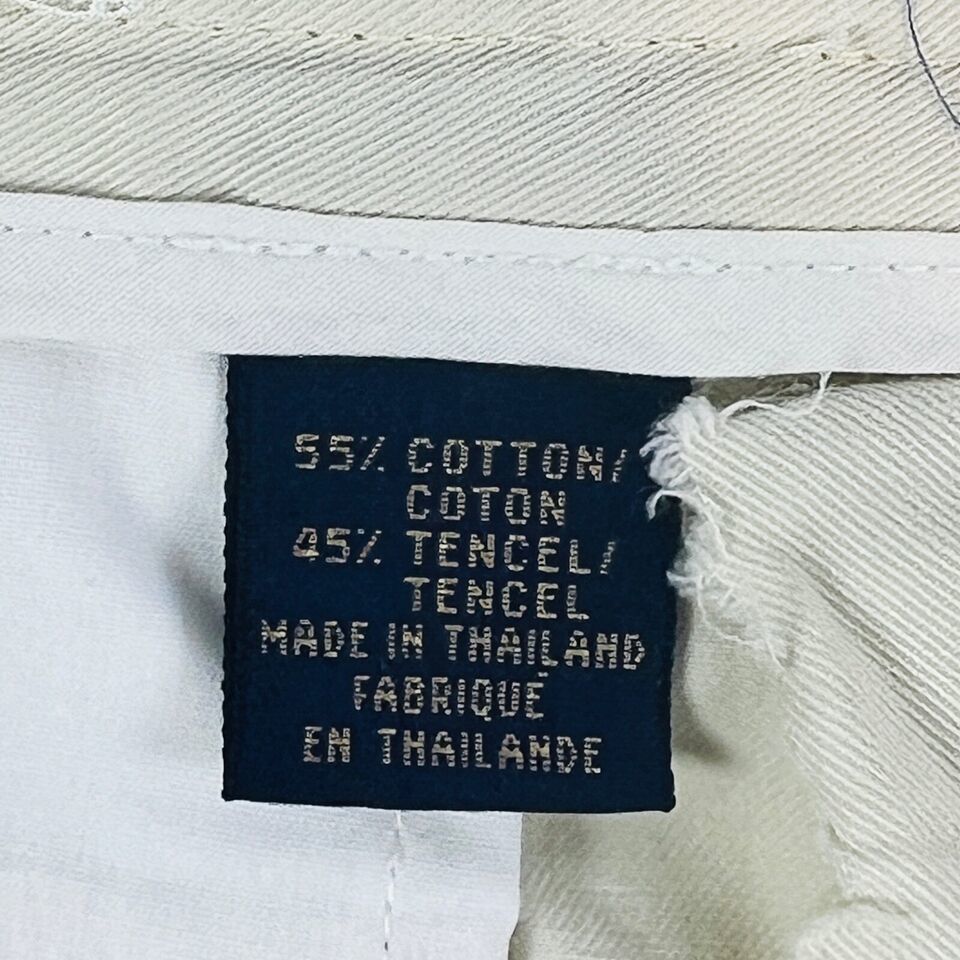 55% COTTON/
COTON
45% TENCEL/
TENCEL
MADE IN THAILAND
FABRIQUÉ
EN THAILANDE